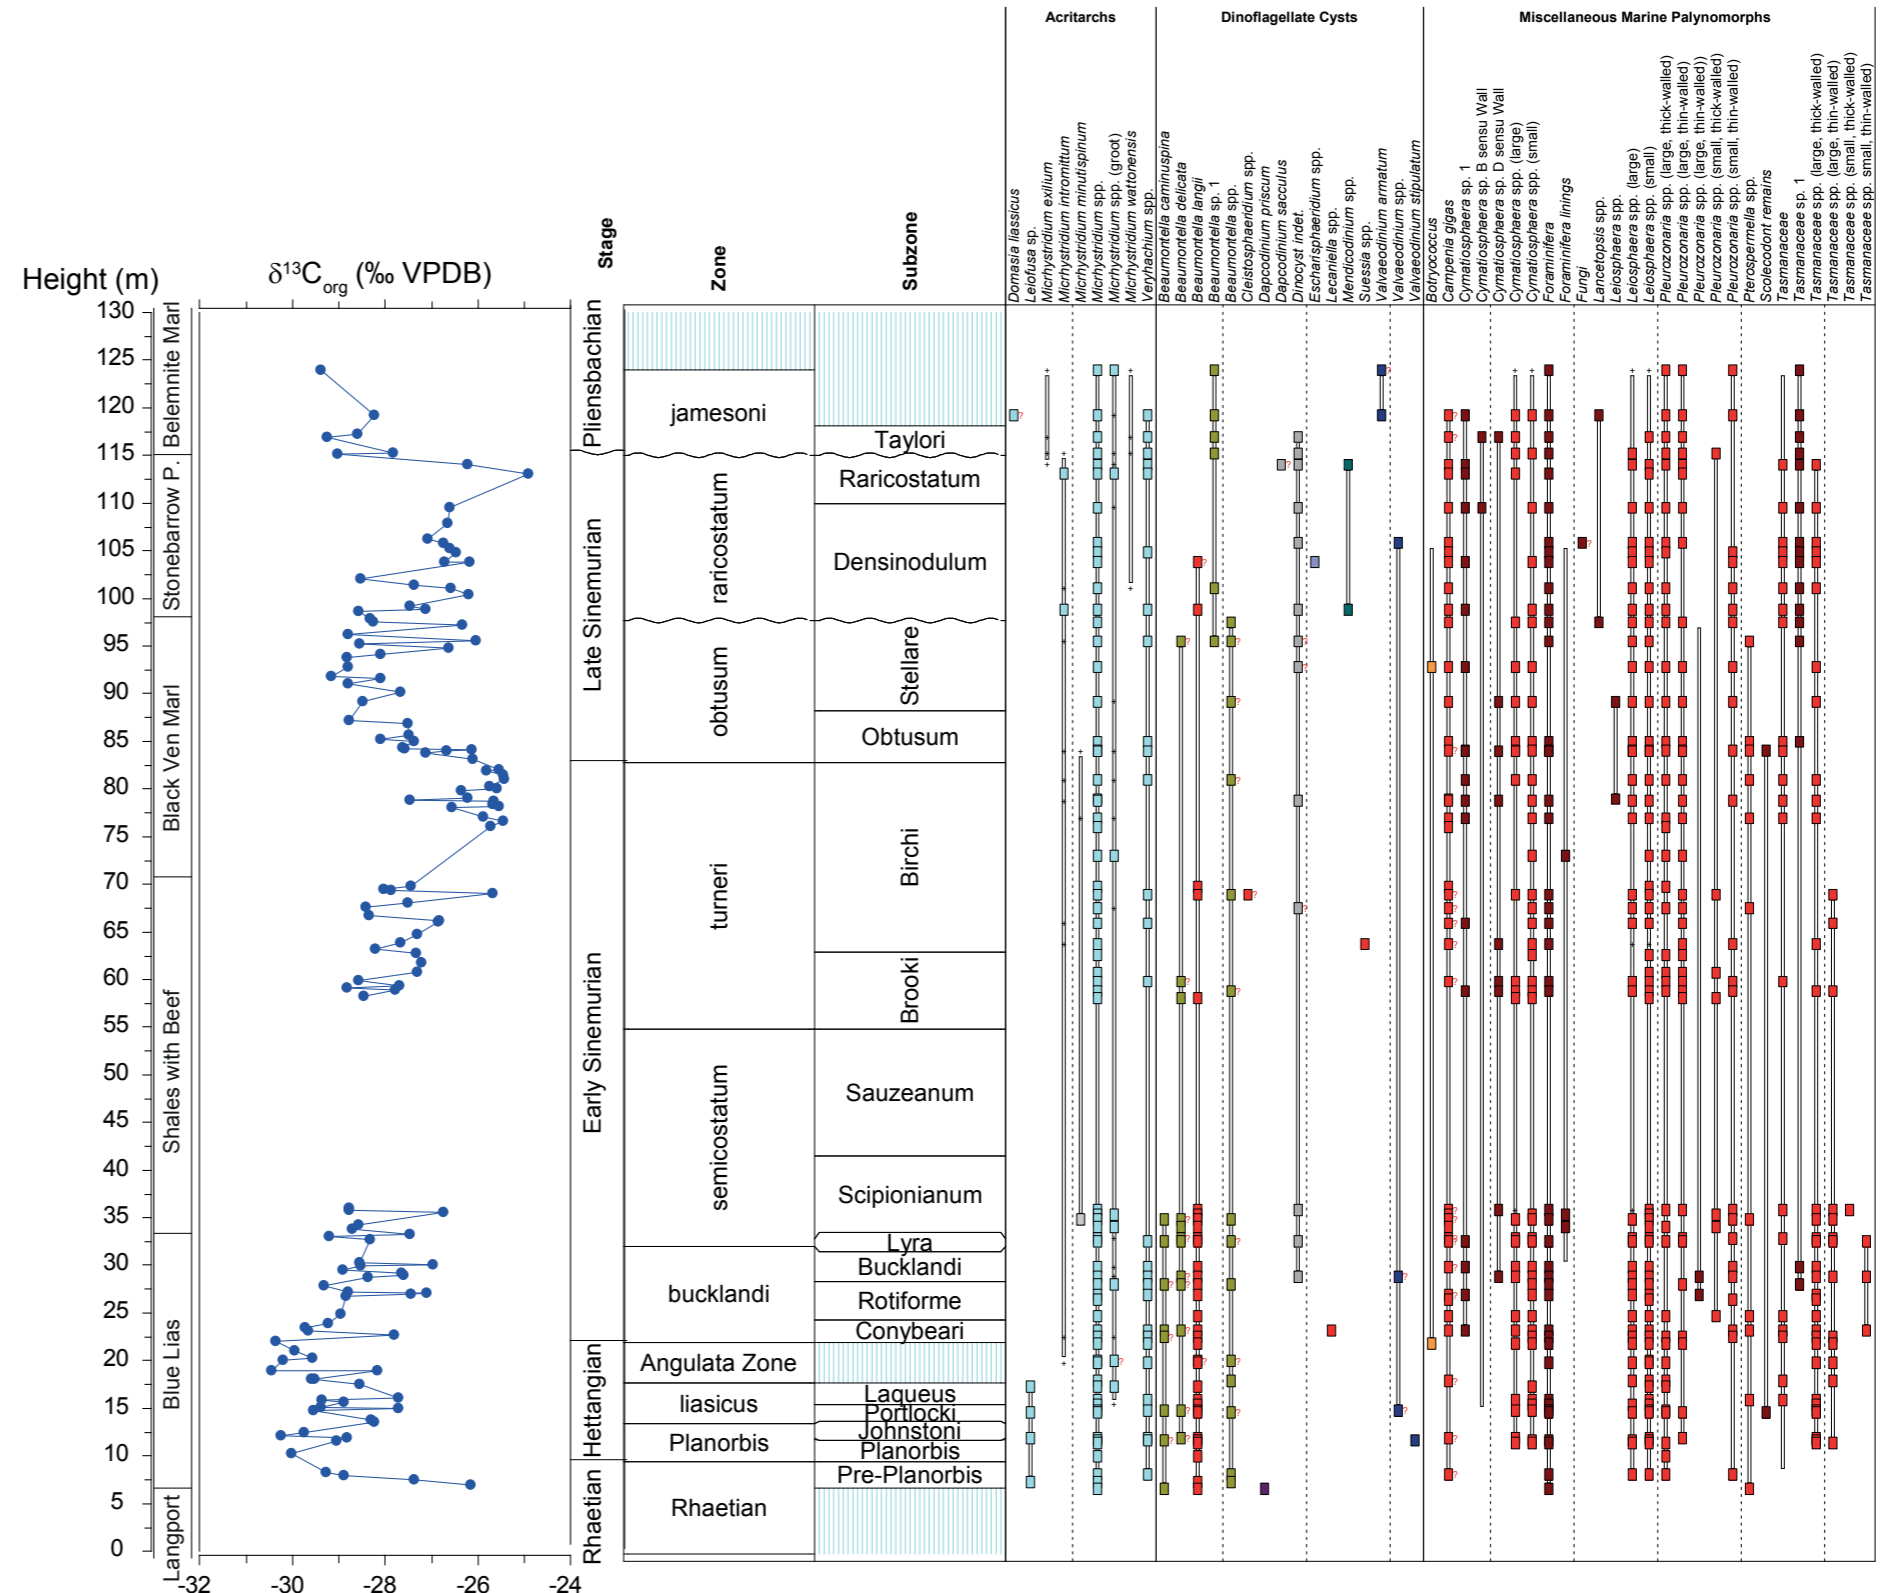 Acritarchs
Dinoflagellate Cysts
Miscellaneous Marine Palynomorphs
Domasia liassicus
Leiofusa sp.
Michrystridium exilium
Michrystridium intromittum
Michrystridium minutispinum
Michrystridium spp.
Michrystridium spp. (groot)
Michrystridium wattonensis
Veryhachium spp.
Beaumontella caminuspina
Beaumontella delicata
Beaumontella langii
Beaumontella sp. 1
Beaumontella spp.
Cleistosphaeridium spp.
Dapcodinium priscum
Dapcodinium sacculus
Dinocyst indet.
Escharisphaeridium spp.
Lecaniella spp.
Mendicodinium spp.
Suessia spp.
Valvaeodinium armatum
Valvaeodinium spp.
Valvaeodinium stipulatum
Botryococcus
Campenia gigas
Cymatiosphaera sp. 1
Cymatiosphaera sp. B sensu Wall
Cymatiosphaera sp. D sensu Wall
Cymatiosphaera spp. (large)
Cymatiosphaera spp. (small)
Foraminifera
Foraminifera linings
Fungi
Lancetopsis spp.
Leiosphaera spp.
Leiosphaera spp. (large)
Leiosphaera spp. (small)
Pleurozonaria spp. (large, thick-walled)
Pleurozonaria spp. (large, thin-walled)
Pleurozonaria spp. (large, thin-walled))
Pleurozonaria spp. (small, thick-walled)
Pleurozonaria spp. (small, thin-walled)
Pterospermella spp.
Scolecodont remains
Tasmanaceae
Tasmanaceae sp. 1
Tasmanaceae spp. (large, thick-walled)
Tasmanaceae spp. (large, thin-walled)
Tasmanaceae spp. (small, thick-walled)
Tasmanaceae spp. small, thin-walled)
Height (m)
δ13Corg (‰ VPDB)
Stage
Zone
Subzone
130
125
120
115
110
105
100
95
90
85
80
75
70
65
60
55
50
45
40
35
30
25
20
15
10
5
0
Belemnite Marl
Stonebarrow P.
Black Ven Marl
Shales with Beef
Blue Lias
Langport
-32
-30
-28
-26
-24
Pliensbachian
Late Sinemurian
Early Sinemurian
Hettangian
Rhaetian
jamesoni
raricostatum
obtusum
turneri
semicostatum
bucklandi
Angulata Zone
liasicus
Planorbis
Rhaetian
Taylori
Raricostatum
Densinodulum
Stellare
Obtusum
Birchi
Brooki
Sauzeanum
Scipionianum
Lyra
Bucklandi
Rotiforme
Conybeari
Laqueus
Portlocki
Johnstoni
Planorbis
Pre-Planorbis